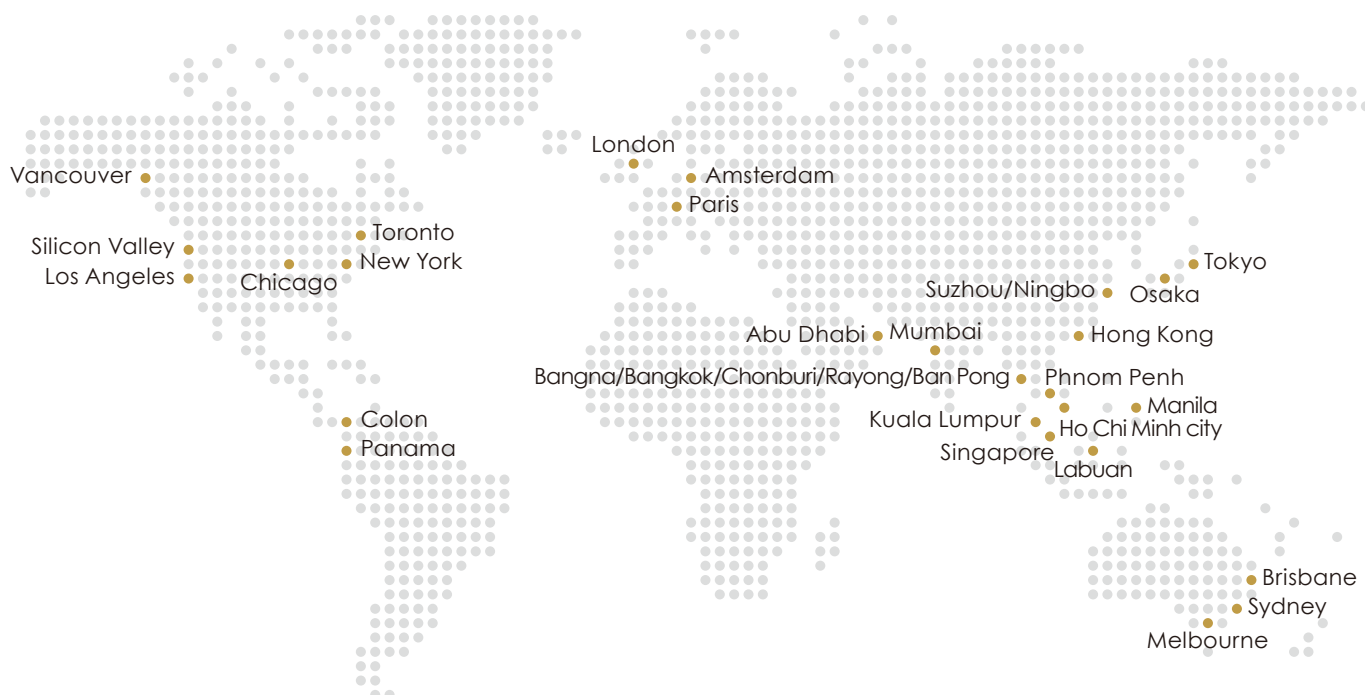 London
Vancouver
Amsterdam
Paris
Toronto
Silicon Valley
New York
Tokyo
Los Angeles
Chicago
Suzhou/Ningbo
Osaka
Abu Dhabi
Mumbai
Hong Kong
Bangna/Bangkok/Chonburi/Rayong/Ban Pong
Phnom Penh
Manila
Colon
Kuala Lumpur
Ho Chi Minh city
Panama
Singapore
Labuan
Brisbane
Sydney
Melbourne